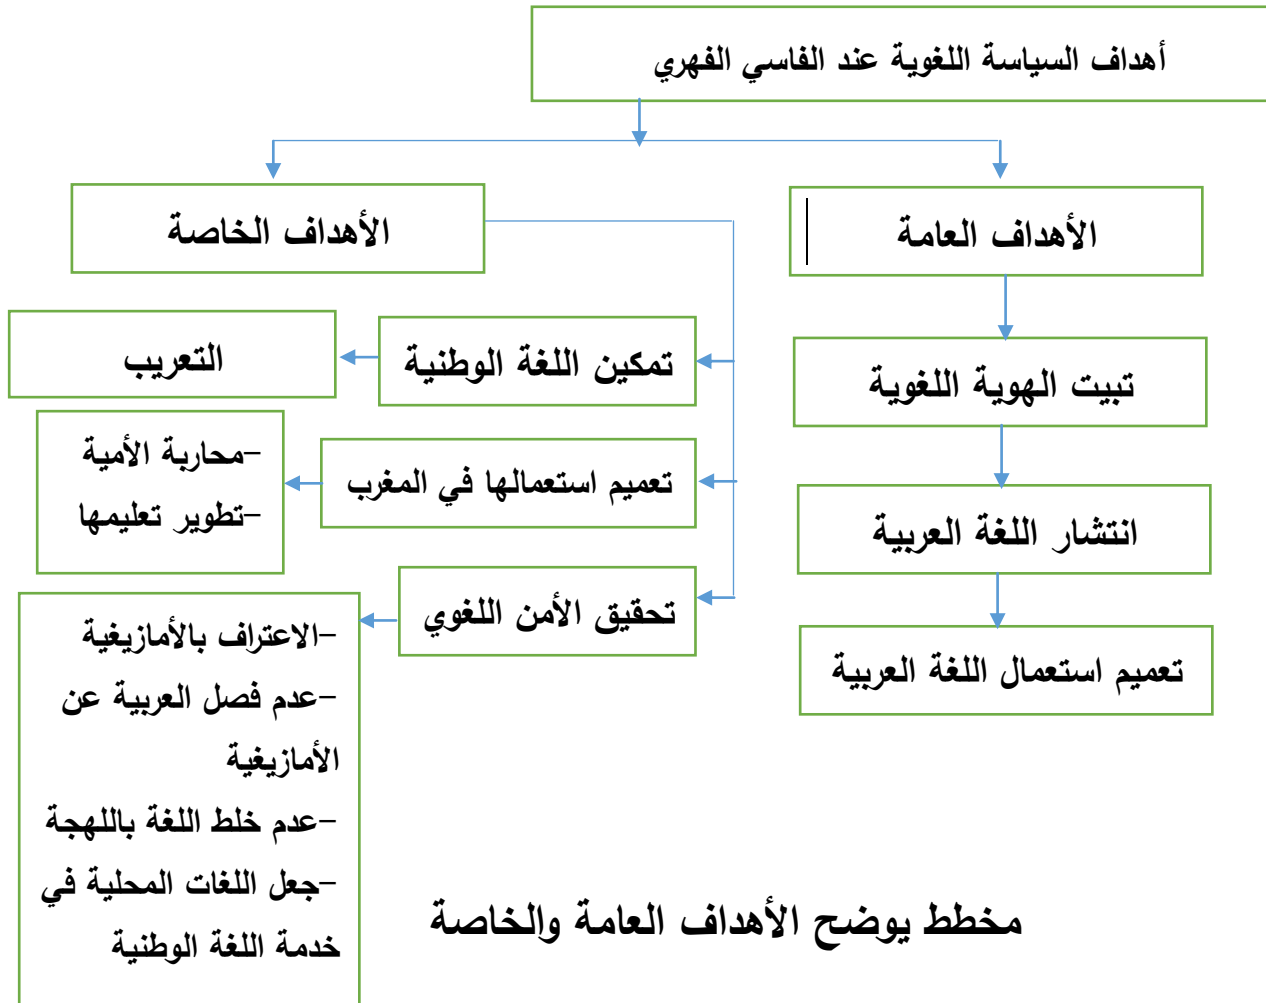 أهداف السياسة اللغوية عند الفاسي الفهري
الأهداف العامة
تبيت الهوية اللغوية
انتشار اللغة العربية
تعميم استعمال اللغة العربية
الأهداف الخاصة
تمكين اللغة الوطنية
التعريب
تعميم استعمالها في المغرب
-محاربة الأمية
-تطوير تعليمها
تحقيق الأمن اللغوي
-الاعتراف بالأمازيغية
-عدم فصل العربية عن
الأمازيغية
-عدم خلط اللغة باللهجة
-جعل اللغات المحلية في
خدمة اللغة الوطنية
مخطط يوضح الأهداف العامة والخاصة